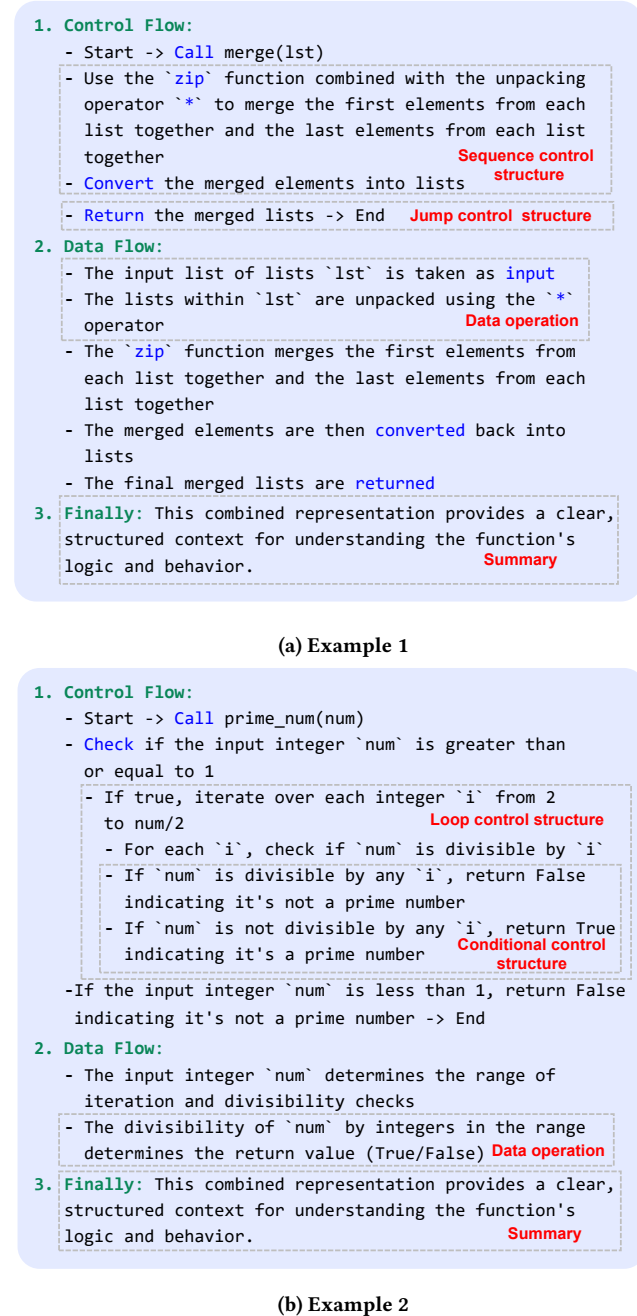 1. Control Flow:
- Start -> Call merge(lst)
- Use the `zip` function combined with the unpacking
operator `*` to merge the first elements from each
list together and the last elements from each list
together
Sequence control
structure
- Convert the merged elements into lists
- Return the merged lists -> End
Jump control structure
2. Data Flow:
- The input list of lists `lst` is taken as input
- The lists within `lst` are unpacked using the `*`
operator
Data operation
- The `zip` function merges the first elements from
each list together and the last elements from each
list together
- The merged elements are then converted back into
lists
- The final merged lists are returned
3. Finally: This combined representation provides a clear,
structured context for understanding the function's
logic and behavior.
Summary
(a) Example 1
1. Control Flow:
- Start -> Call prime_num(num)
- Check if the input integer `num` is greater than
or equal to 1
- If true, iterate over each integer `i` from 2
to num/2
Loop control structure
- For each `i`, check if `num` is divisible by `i`
- If `num` is divisible by any `i`, return False
indicating it's not a prime number
- If `num` is not divisible by any `i`, return True
indicating it's a prime number
Conditional control
structure
-If the input integer `num` is less than 1, return False
indicating it's not a prime number -> End
2. Data Flow:
- The input integer `num` determines the range of
iteration and divisibility checks
- The divisibility of `num` by integers in the range
determines the return value (True/False)
Data operation
3. Finally: This combined representation provides a clear,
structured context for understanding the function's
logic and behavior.
Summary
(b) Example 2